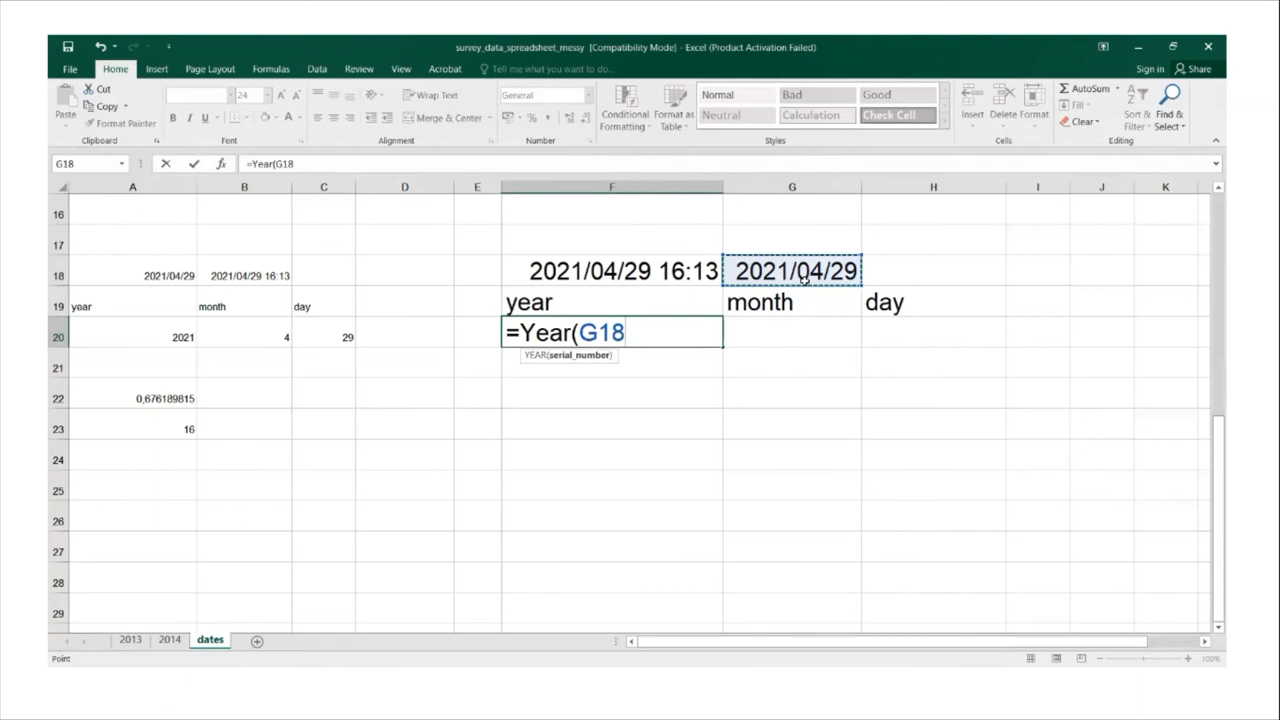 survey_data_spreadsheet_messy [Compatibility Mode] - Excel (Product Activation Failed)
File Home Insert Page Layout Formulas Data Review View Acrobat Tell me what you want to do... Sign in Share
Cut
Copy
Format Painter
Paste
Clipboard
24
Font
Wrap Text
Merge & Center
Alignment
General
Number
Conditional Formatting
Format as Table
Normal Bad Good
Neutral Calculation Check Cell
Styles
Insert Delete Format
Cells
AutoSum
Fill
Clear
Sort & Filter
Find & Select
Editing
G18 =Year(G18
A B C D E F G H I J K
16
17
18 2021/04/29 2021/04/29 16:13 2021/04/29 16:13 2021/04/29
19 year month day year month day
20 2021 4 29 =Year(G18
YEAR(serial_number)
21
22 0,676189815
23 16
24
25
26
27
28
29
2013 2014 dates
Point 100%